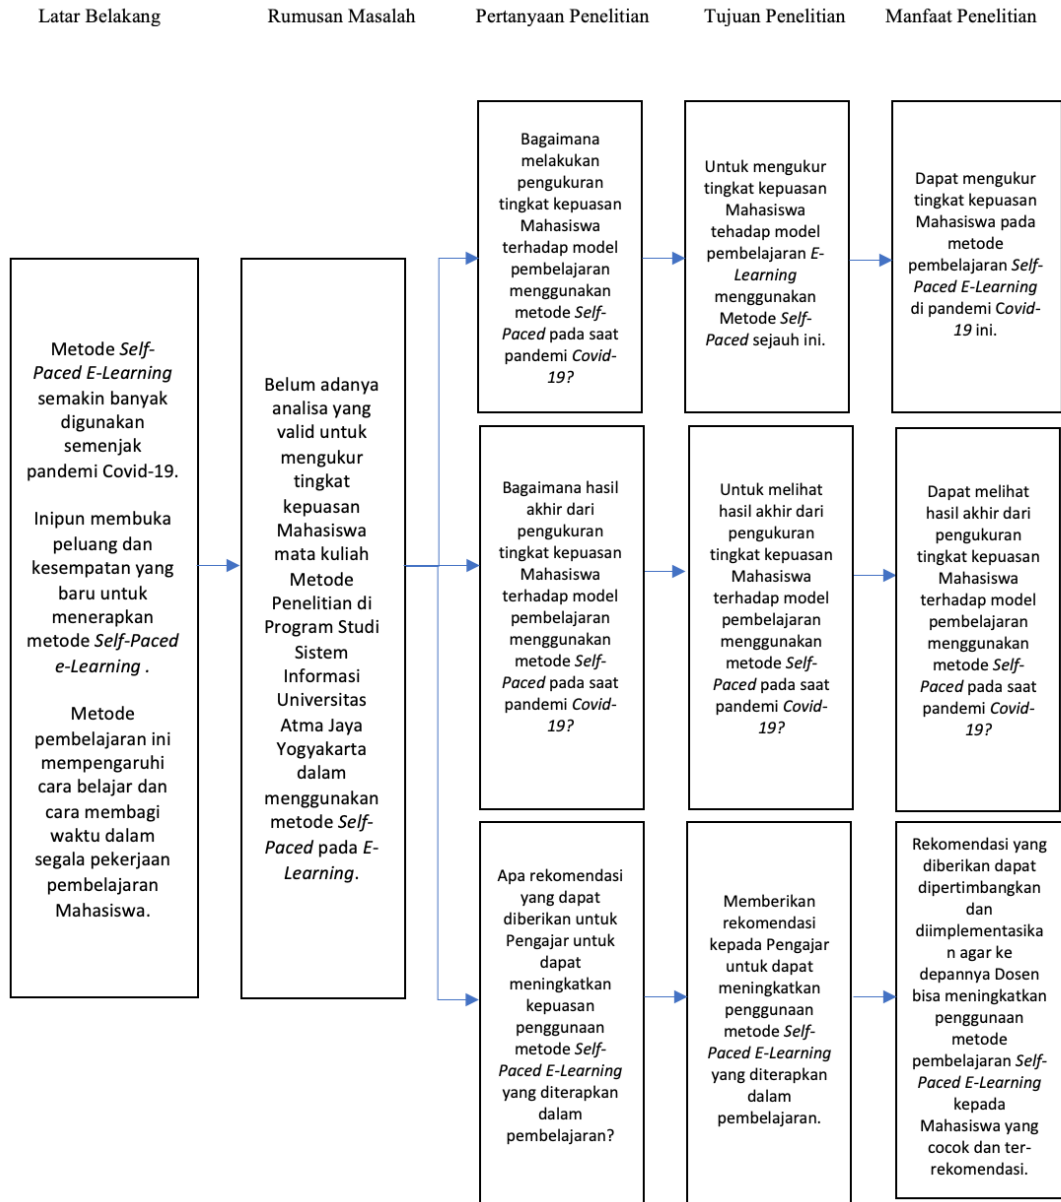 Latar Belakang
Rumusan Masalah
Pertanyaan Penelitian
Tujuan Penelitian
Manfaat Penelitian
Metode Self-
Paced E-Learning
semakin banyak
digunakan
semenjak
pandemi Covid-19.
Inipun membuka
peluang dan
kesempatan yang
baru untuk
menerapkan
metode Self-Paced
e-Learning .
Metode
pembelajaran ini
mempengaruhi
cara belajar dan
cara membagi
waktu dalam
segala pekerjaan
pembelajaran
Mahasiswa.
Belum adanya
analisa yang
valid untuk
mengukur
tingkat
kepuasan
Mahasiswa
mata kuliah
Metode
Penelitian di
Program Studi
Sistem
Informasi
Universitas
Atma Jaya
Yogyakarta
dalam
menggunakan
metode Self-
Paced pada E-
Learning.
Bagaimana
melakukan
pengukuran
tingkat kepuasan
Mahasiswa
terhadap model
pembelajaran
menggunakan
metode Self-
Paced pada saat
pandemi Covid-
19?
Untuk mengukur
tingkat kepuasan
Mahasiswa
tehadap model
pembelajaran E-
Learning
menggunakan
Metode Self-
Paced sejauh ini.
Dapat mengukur
tingkat kepuasan
Mahasiswa pada
metode
pembelajaran Self-
Paced E-Learning
di pandemi Covid-
19 ini.
Bagaimana hasil
akhir dari
pengukuran
tingkat kepuasan
Mahasiswa
terhadap model
pembelajaran
menggunakan
metode Self-
Paced pada saat
pandemi Covid-
19?
Untuk melihat
hasil akhir dari
pengukuran
tingkat kepuasan
Mahasiswa
terhadap model
pembelajaran
menggunakan
metode Self-
Paced pada saat
pandemi Covid-
19?
Dapat melihat
hasil akhir dari
pengukuran
tingkat kepuasan
Mahasiswa
terhadap model
pembelajaran
menggunakan
metode Self-
Paced pada saat
pandemi Covid-
19?
Apa rekomendasi
yang dapat
diberikan untuk
Pengajar untuk
dapat
meningkatkan
kepuasan
penggunaan
metode Self-
Paced E-Learning
yang diterapkan
dalam
pembelajaran?
Memberikan
rekomendasi
kepada Pengajar
untuk dapat
meningkatkan
penggunaan
metode Self-
Paced E-Learning
yang diterapkan
dalam
pembelajaran.
Rekomendasi yang
diberikan dapat
dipertimbangkan
dan
diimplementasika
n agar ke
depannya Dosen
bisa meningkatkan
penggunaan
metode
pembelajaran Self-
Paced E-Learning
kepada
Mahasiswa yang
cocok dan ter-
rekomendasi.